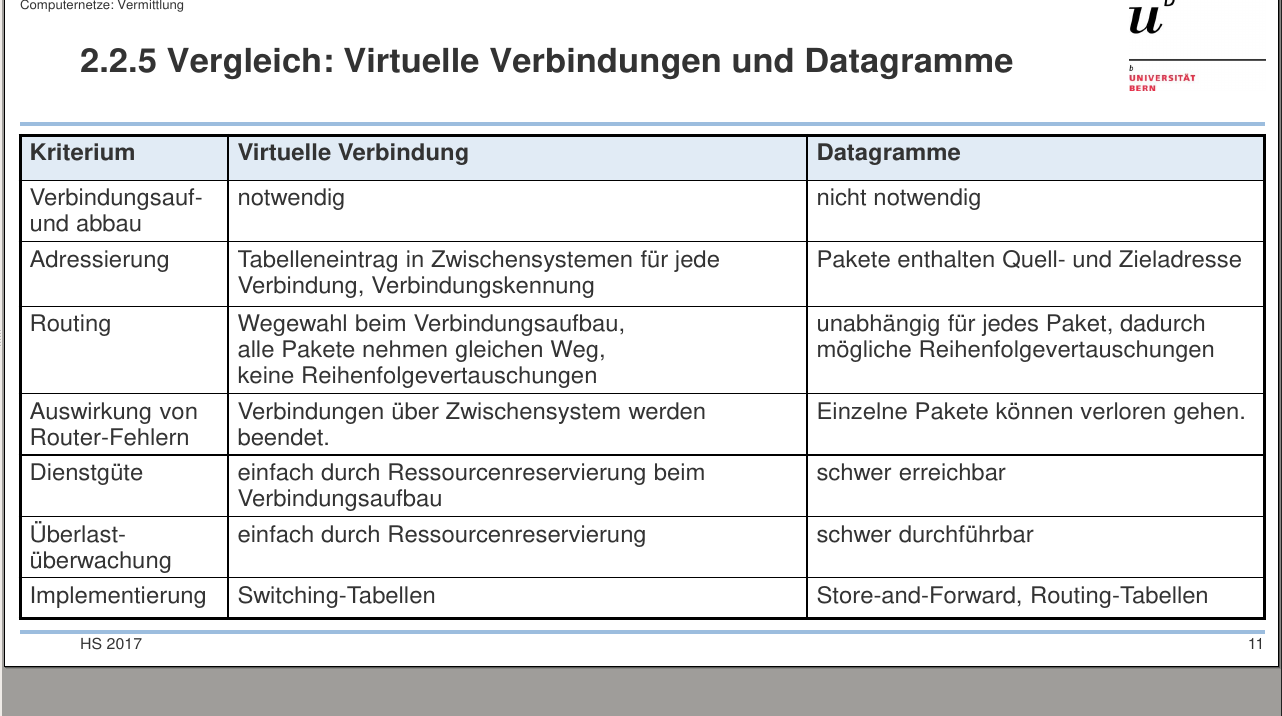 Computernetze: Vermittlung
u b
2.2.5 Vergleich: Virtuelle Verbindungen und Datagramme
b
UNIVERSITÄT
BERN
Kriterium Virtuelle Verbindung Datagramme
Verbindungsauf- notwendig nicht notwendig
und abbau
Adressierung Tabelleneintrag in Zwischensystemen für jede Pakete enthalten Quell- und Zieladresse
Verbindung, Verbindungskennung
Routing Wegewahl beim Verbindungsaufbau, unabhängig für jedes Paket, dadurch
alle Pakete nehmen gleichen Weg, mögliche Reihenfolgevertauschungen
keine Reihenfolgevertauschungen
Auswirkung von Verbindungen über Zwischensystem werden Einzelne Pakete können verloren gehen.
Router-Fehlern beendet.
Dienstgüte einfach durch Ressourcenreservierung beim schwer erreichbar
Verbindungsaufbau
Überlast- einfach durch Ressourcenreservierung schwer durchführbar
überwachung
Implementierung Switching-Tabellen Store-and-Forward, Routing-Tabellen
HS 2017 11